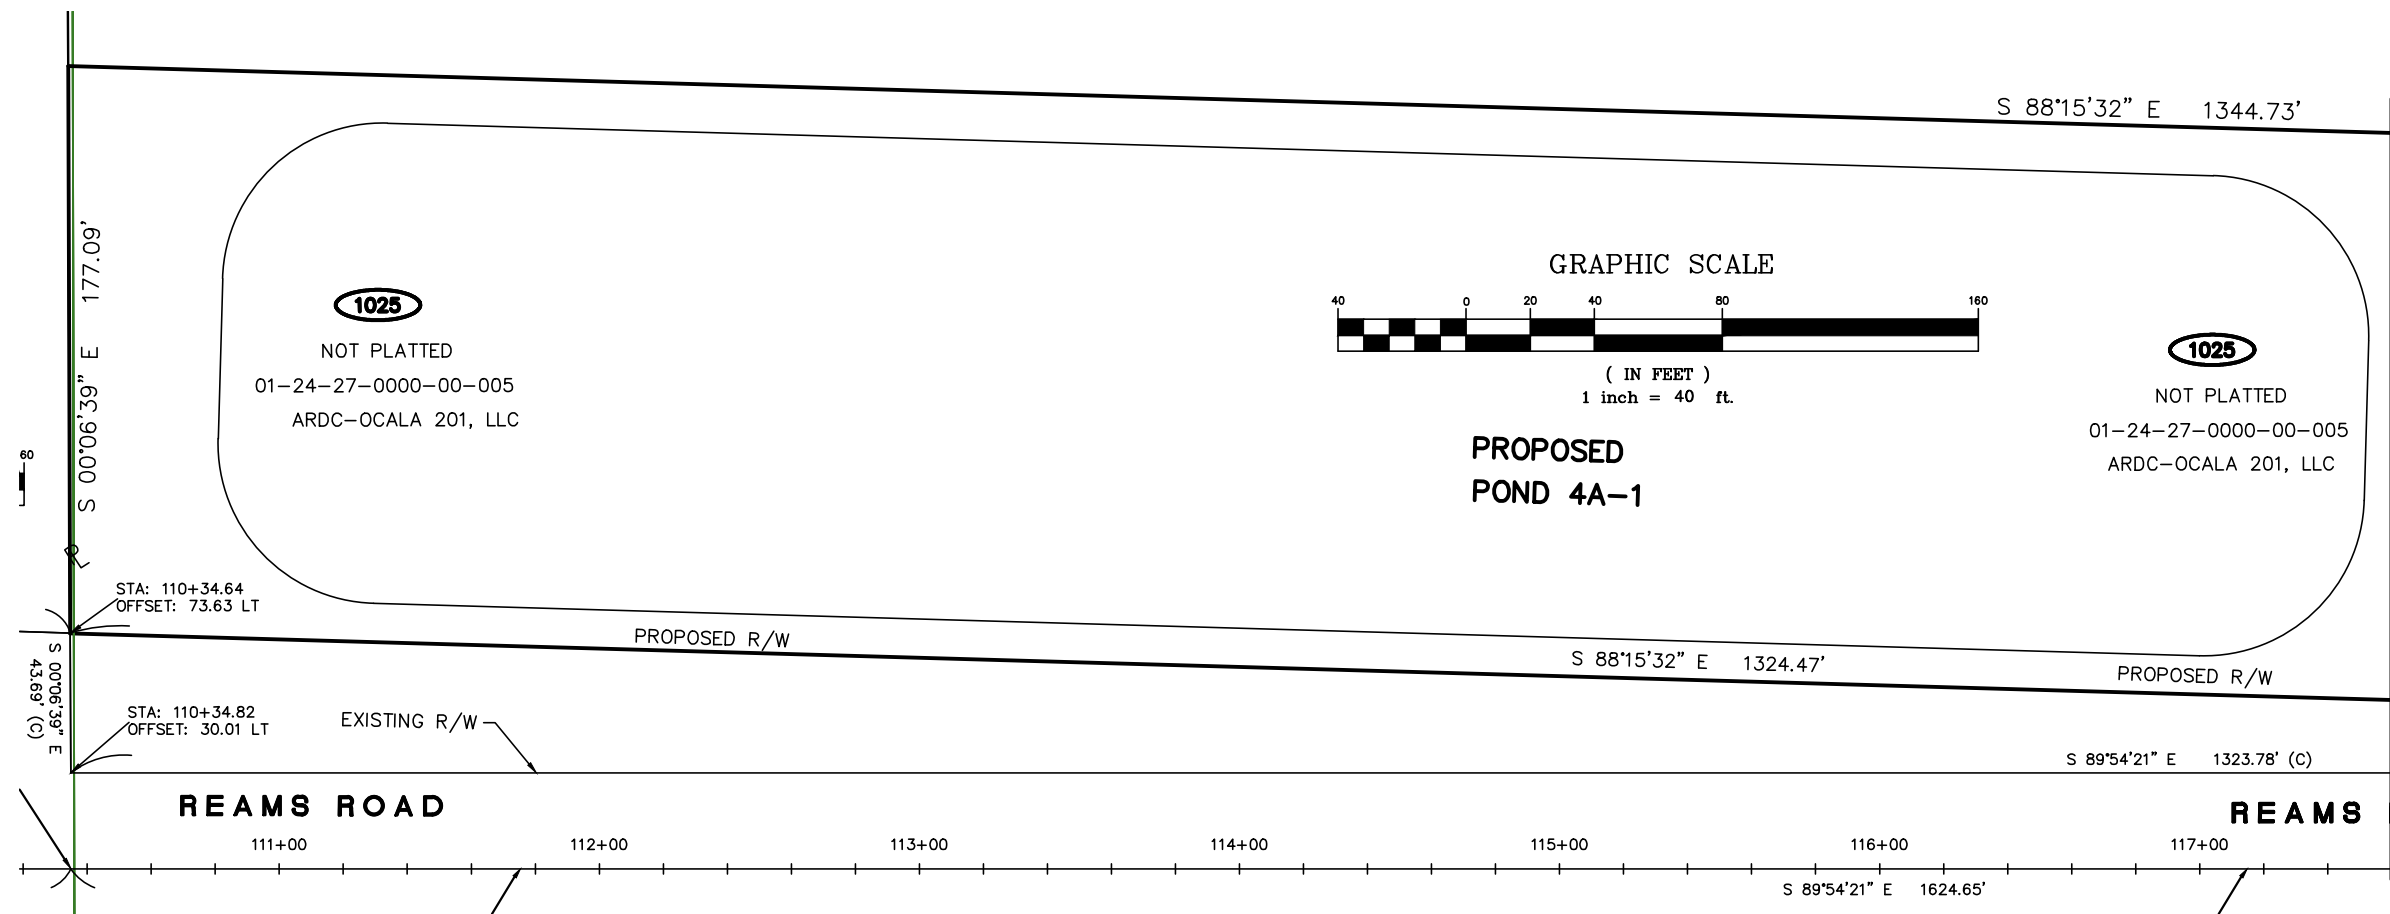 S 88°15'32" E 1344.73'
S 00°06'39" E 177.09'
GRAPHIC SCALE
40 0 20 40 80 160
( IN FEET )
1 inch = 40 ft.
1025
NOT PLATTED
01-24-27-0000-00-005
ARDC-OCALA 201, LLC
1025
NOT PLATTED
01-24-27-0000-00-005
ARDC-OCALA 201, LLC
PROPOSED
POND 4A-1
60
PL
STA: 110+34.64
OFFSET: 73.63 LT
PROPOSED R/W
S 88°15'32" E 1324.47'
PROPOSED R/W
S 00°06'39" E
43.69' (C)
STA: 110+34.82
OFFSET: 30.01 LT
EXISTING R/W
S 89°54'21" E 1323.78' (C)
REAMS ROAD
REAMS
111+00 112+00 113+00 114+00 115+00 116+00 117+00
S 89°54'21" E 1624.65'